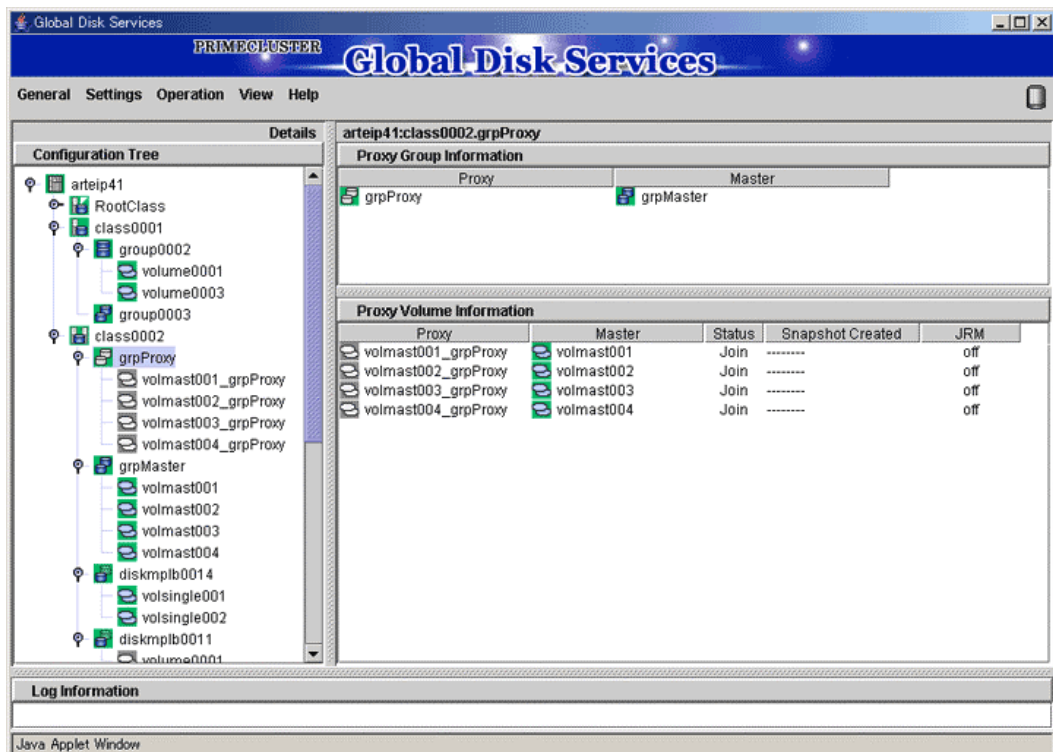 Global Disk Services
PRIMECLUSTER
Global Disk Services
General Settings Operation View Help
Details
Configuration Tree
arteip41
RootClass
class0001
group0002
volume0001
volume0003
group0003
class0002
grpProxy
volmast001_grpProxy
volmast002_grpProxy
volmast003_grpProxy
volmast004_grpProxy
grpMaster
volmast001
volmast002
volmast003
volmast004
diskmplb0014
volsingle001
volsingle002
diskmplb0011
volume0001
arteip41:class0002.grpProxy
Proxy Group Information
Proxy Master
grpProxy grpMaster
Proxy Volume Information
Proxy Master Status Snapshot Created JRM
volmast001_grpProxy volmast001 Join -------- off
volmast002_grpProxy volmast002 Join -------- off
volmast003_grpProxy volmast003 Join -------- off
volmast004_grpProxy volmast004 Join -------- off
Log Information
Java Applet Window